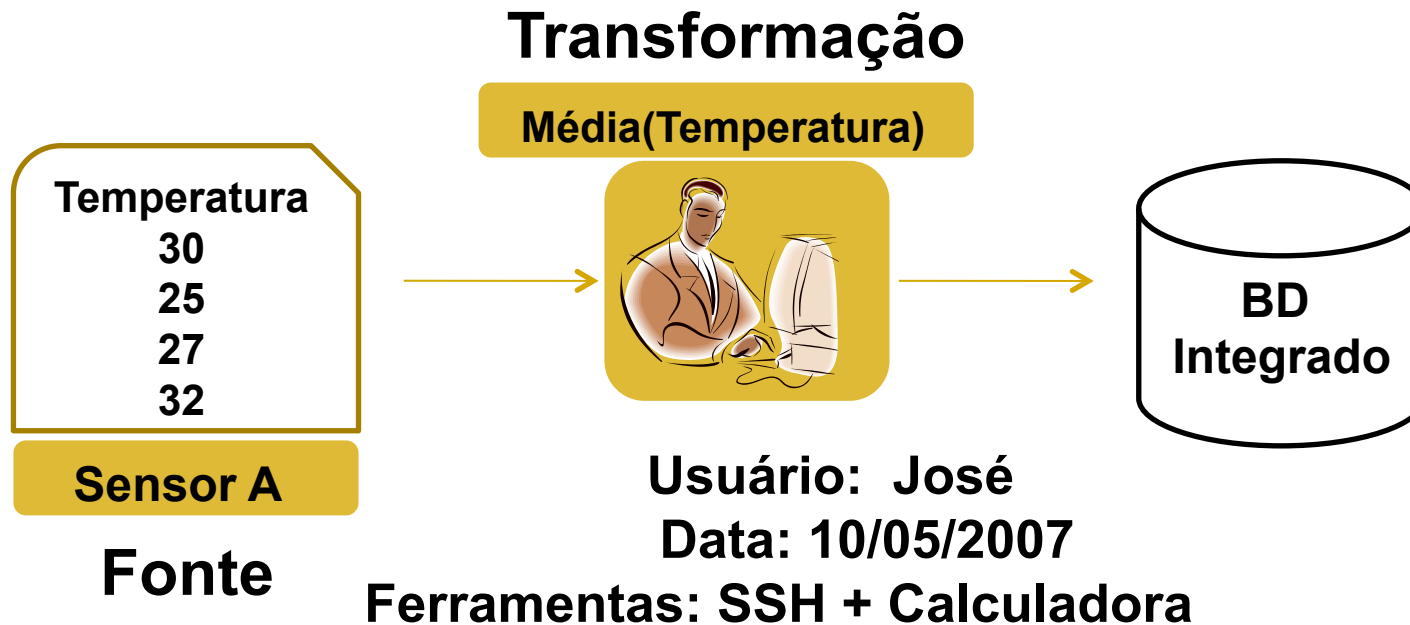 Transformação
Média(Temperatura)
Temperatura
30
25
27
32
Sensor A
Fonte
BD
Integrado
Usuário: José
Data: 10/05/2007
Ferramentas: SSH + Calculadora